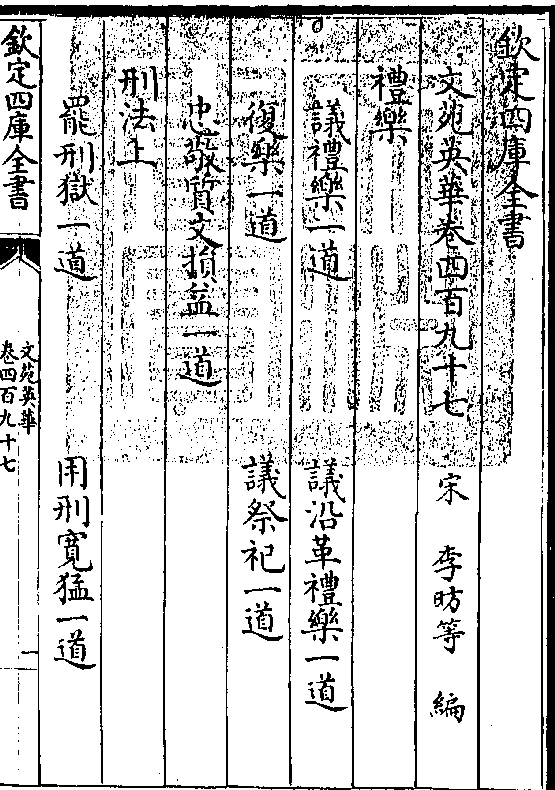 欽定四庫全書
文苑英華卷四百九十七 宋 李昉等 編
禮樂
議禮樂一道 議沿革禮樂一道
復樂一道 議祭祀一道
忠敬質文損益一道
刑法上
罷刑獄一道 用刑寬猛一道
欽定四庫全書
文苑英華
卷四百九十七
一